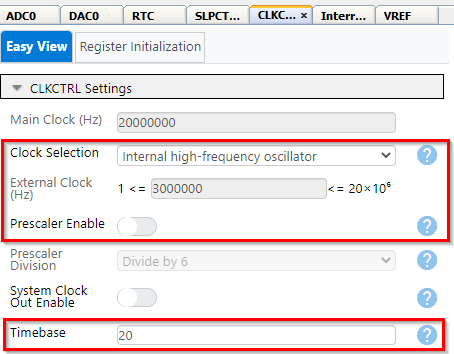 ADC0 DAC0 RTC SLPCT... CLKC... × Interr... VREF
Easy View Register Initialization
CLKCTRL Settings
Main Clock (Hz) 20000000
Clock Selection Internal high-frequency oscillator ?
External Clock (Hz) 1 <= 3000000 <= 20×10⁶ ?
Prescaler Enable ?
Prescaler Division Divide by 6 ?
System Clock Out Enable ?
Timebase 20 ?